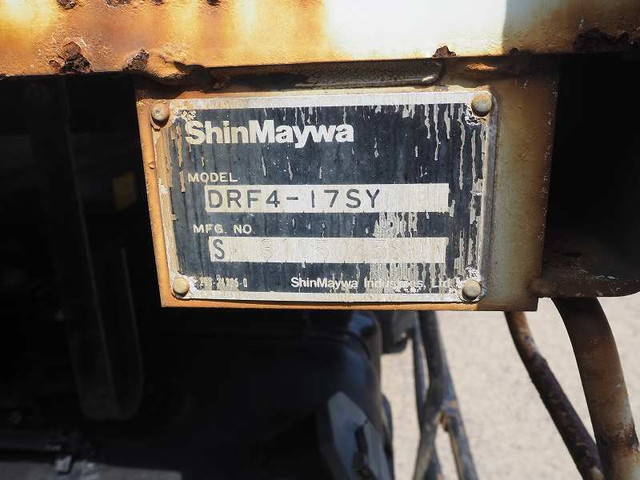 ShinMaywa
MODEL
DRF4-17SY
MFG. NO.
S
ShinMaywa Industries, Ltd.